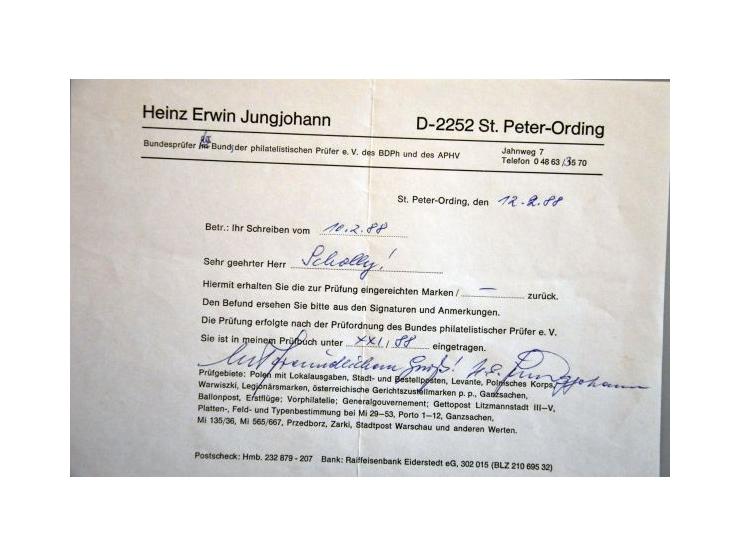 Heinz Erwin Jungjohann D-2252 St. Peter-Ording
Bundesprüfer im Bund der philatelistischen Prüfer e. V. des BDPh und des APHV
Jahnweg 7
Telefon 0 48 63 / 35 70
St. Peter-Ording, den 12.2.88
Betr.: Ihr Schreiben vom 10.2.88
Sehr geehrter Herr Scholly!
Hiermit erhalten Sie die zur Prüfung eingereichten Marken / — zurück.
Den Befund ersehen Sie bitte aus den Signaturen und Anmerkungen.
Die Prüfung erfolgte nach der Prüfordnung des Bundes philatelistischer Prüfer e. V.
Sie ist in meinem Prüfbuch unter XXI, 88 eingetragen.
Mit freundlichem Gruß! H.E. Jungjohann
Prüfgebiete: Polen mit Lokalausgaben, Stadt- und Bestellposten, Levante, Polnisches Korps,
Warwiszki, Legionärsmarken, österreichische Gerichtszustellmarken p. p., Ganzsachen,
Ballonpost, Erstflüge; Vorphilatelie; Generalgouvernement; Gettopost Litzmannstadt III–V,
Platten-, Feld- und Typenbestimmung bei Mi 29–53, Porto 1–12, Ganzsachen,
Mi 135/36, Mi 565/667, Przedborz, Zarki, Stadtpost Warschau und anderen Werten.
Postscheck: Hmb. 232 879 - 207 Bank: Raiffeisenbank Eiderstedt eG, 302 015 (BLZ 210 695 32)